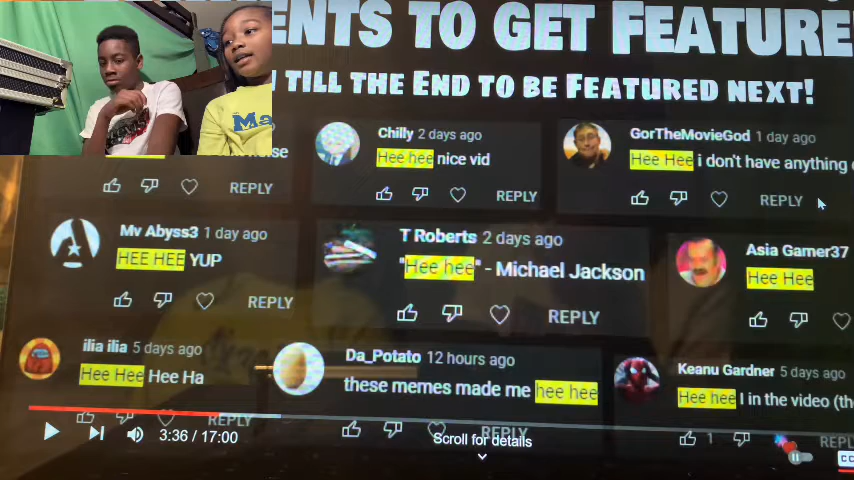 ENTS TO GET FEATURE
TILL THE END TO BE FEATURED NEXT!
Ma
Chilly 2 days ago
Hee hee nice vid
REPLY
GorTheMovieGod 1 day ago
Hee Hee i don't have anything
REPLY
REPLY
Mv Abyss3 1 day ago
HEE HEE YUP
REPLY
T Roberts 2 days ago
"Hee hee" - Michael Jackson
REPLY
Asia Gamer37
Hee Hee
ilia ilia 5 days ago
Hee Hee Hee Ha
REPLY
Da_Potato 12 hours ago
these memes made me hee hee
REPLY
Keanu Gardner 5 days ago
Hee hee I in the video (th
1
REPL
3:36 / 17:00
Scroll for details
CC